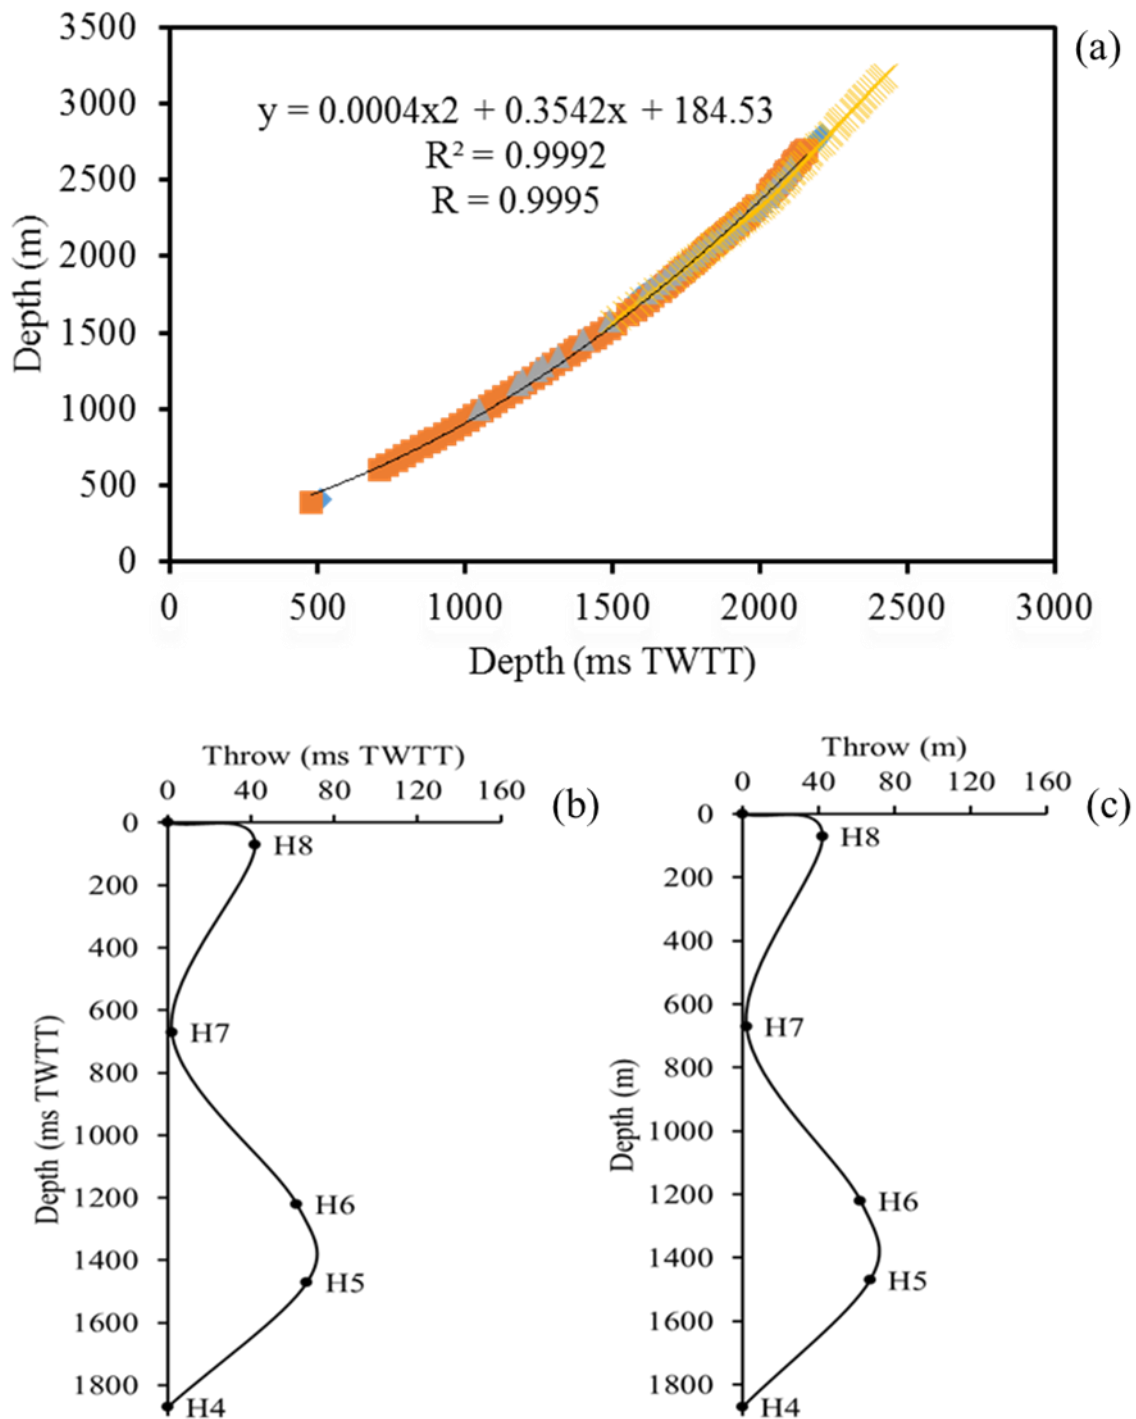 (a)
3500
3000
2500
2000
1500
1000
500
0
Depth (m)
y = 0.0004x2 + 0.3542x + 184.53
R² = 0.9992
R = 0.9995
0 500 1000 1500 2000 2500 3000
Depth (ms TWTT)
Throw (ms TWTT)
0 40 80 120 160
(b)
0
200
400
600
800
1000
1200
1400
1600
1800
Depth (ms TWTT)
H8
H7
H6
H5
H4
Throw (m)
0 40 80 120 160
(c)
0
200
400
600
800
1000
1200
1400
1600
1800
Depth (m)
H8
H7
H6
H5
H4